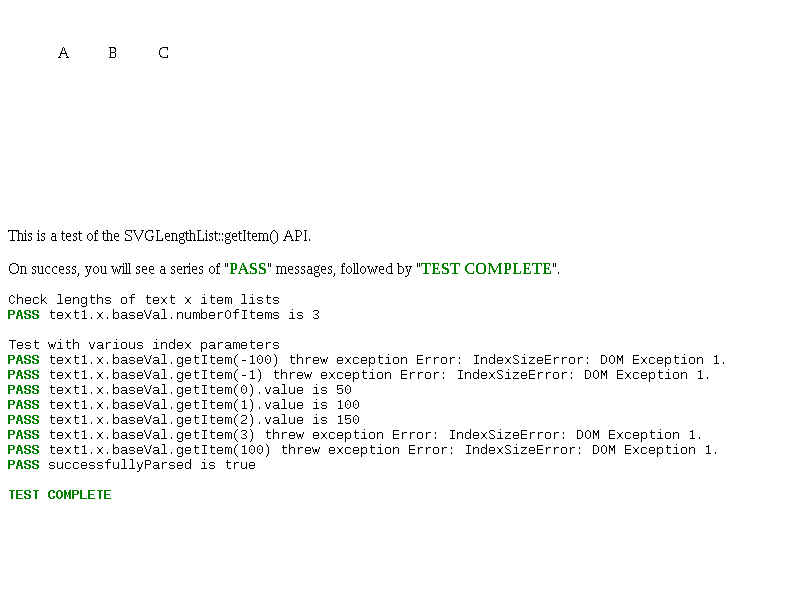 A B C
This is a test of the SVGLengthList::getItem() API.
On success, you will see a series of "PASS" messages, followed by "TEST COMPLETE".
Check lengths of text x item lists
PASS text1.x.baseVal.numberOfItems is 3
Test with various index parameters
PASS text1.x.baseVal.getItem(-100) threw exception Error: IndexSizeError: DOM Exception 1.
PASS text1.x.baseVal.getItem(-1) threw exception Error: IndexSizeError: DOM Exception 1.
PASS text1.x.baseVal.getItem(0).value is 50
PASS text1.x.baseVal.getItem(1).value is 100
PASS text1.x.baseVal.getItem(2).value is 150
PASS text1.x.baseVal.getItem(3) threw exception Error: IndexSizeError: DOM Exception 1.
PASS text1.x.baseVal.getItem(100) threw exception Error: IndexSizeError: DOM Exception 1.
PASS successfullyParsed is true
TEST COMPLETE